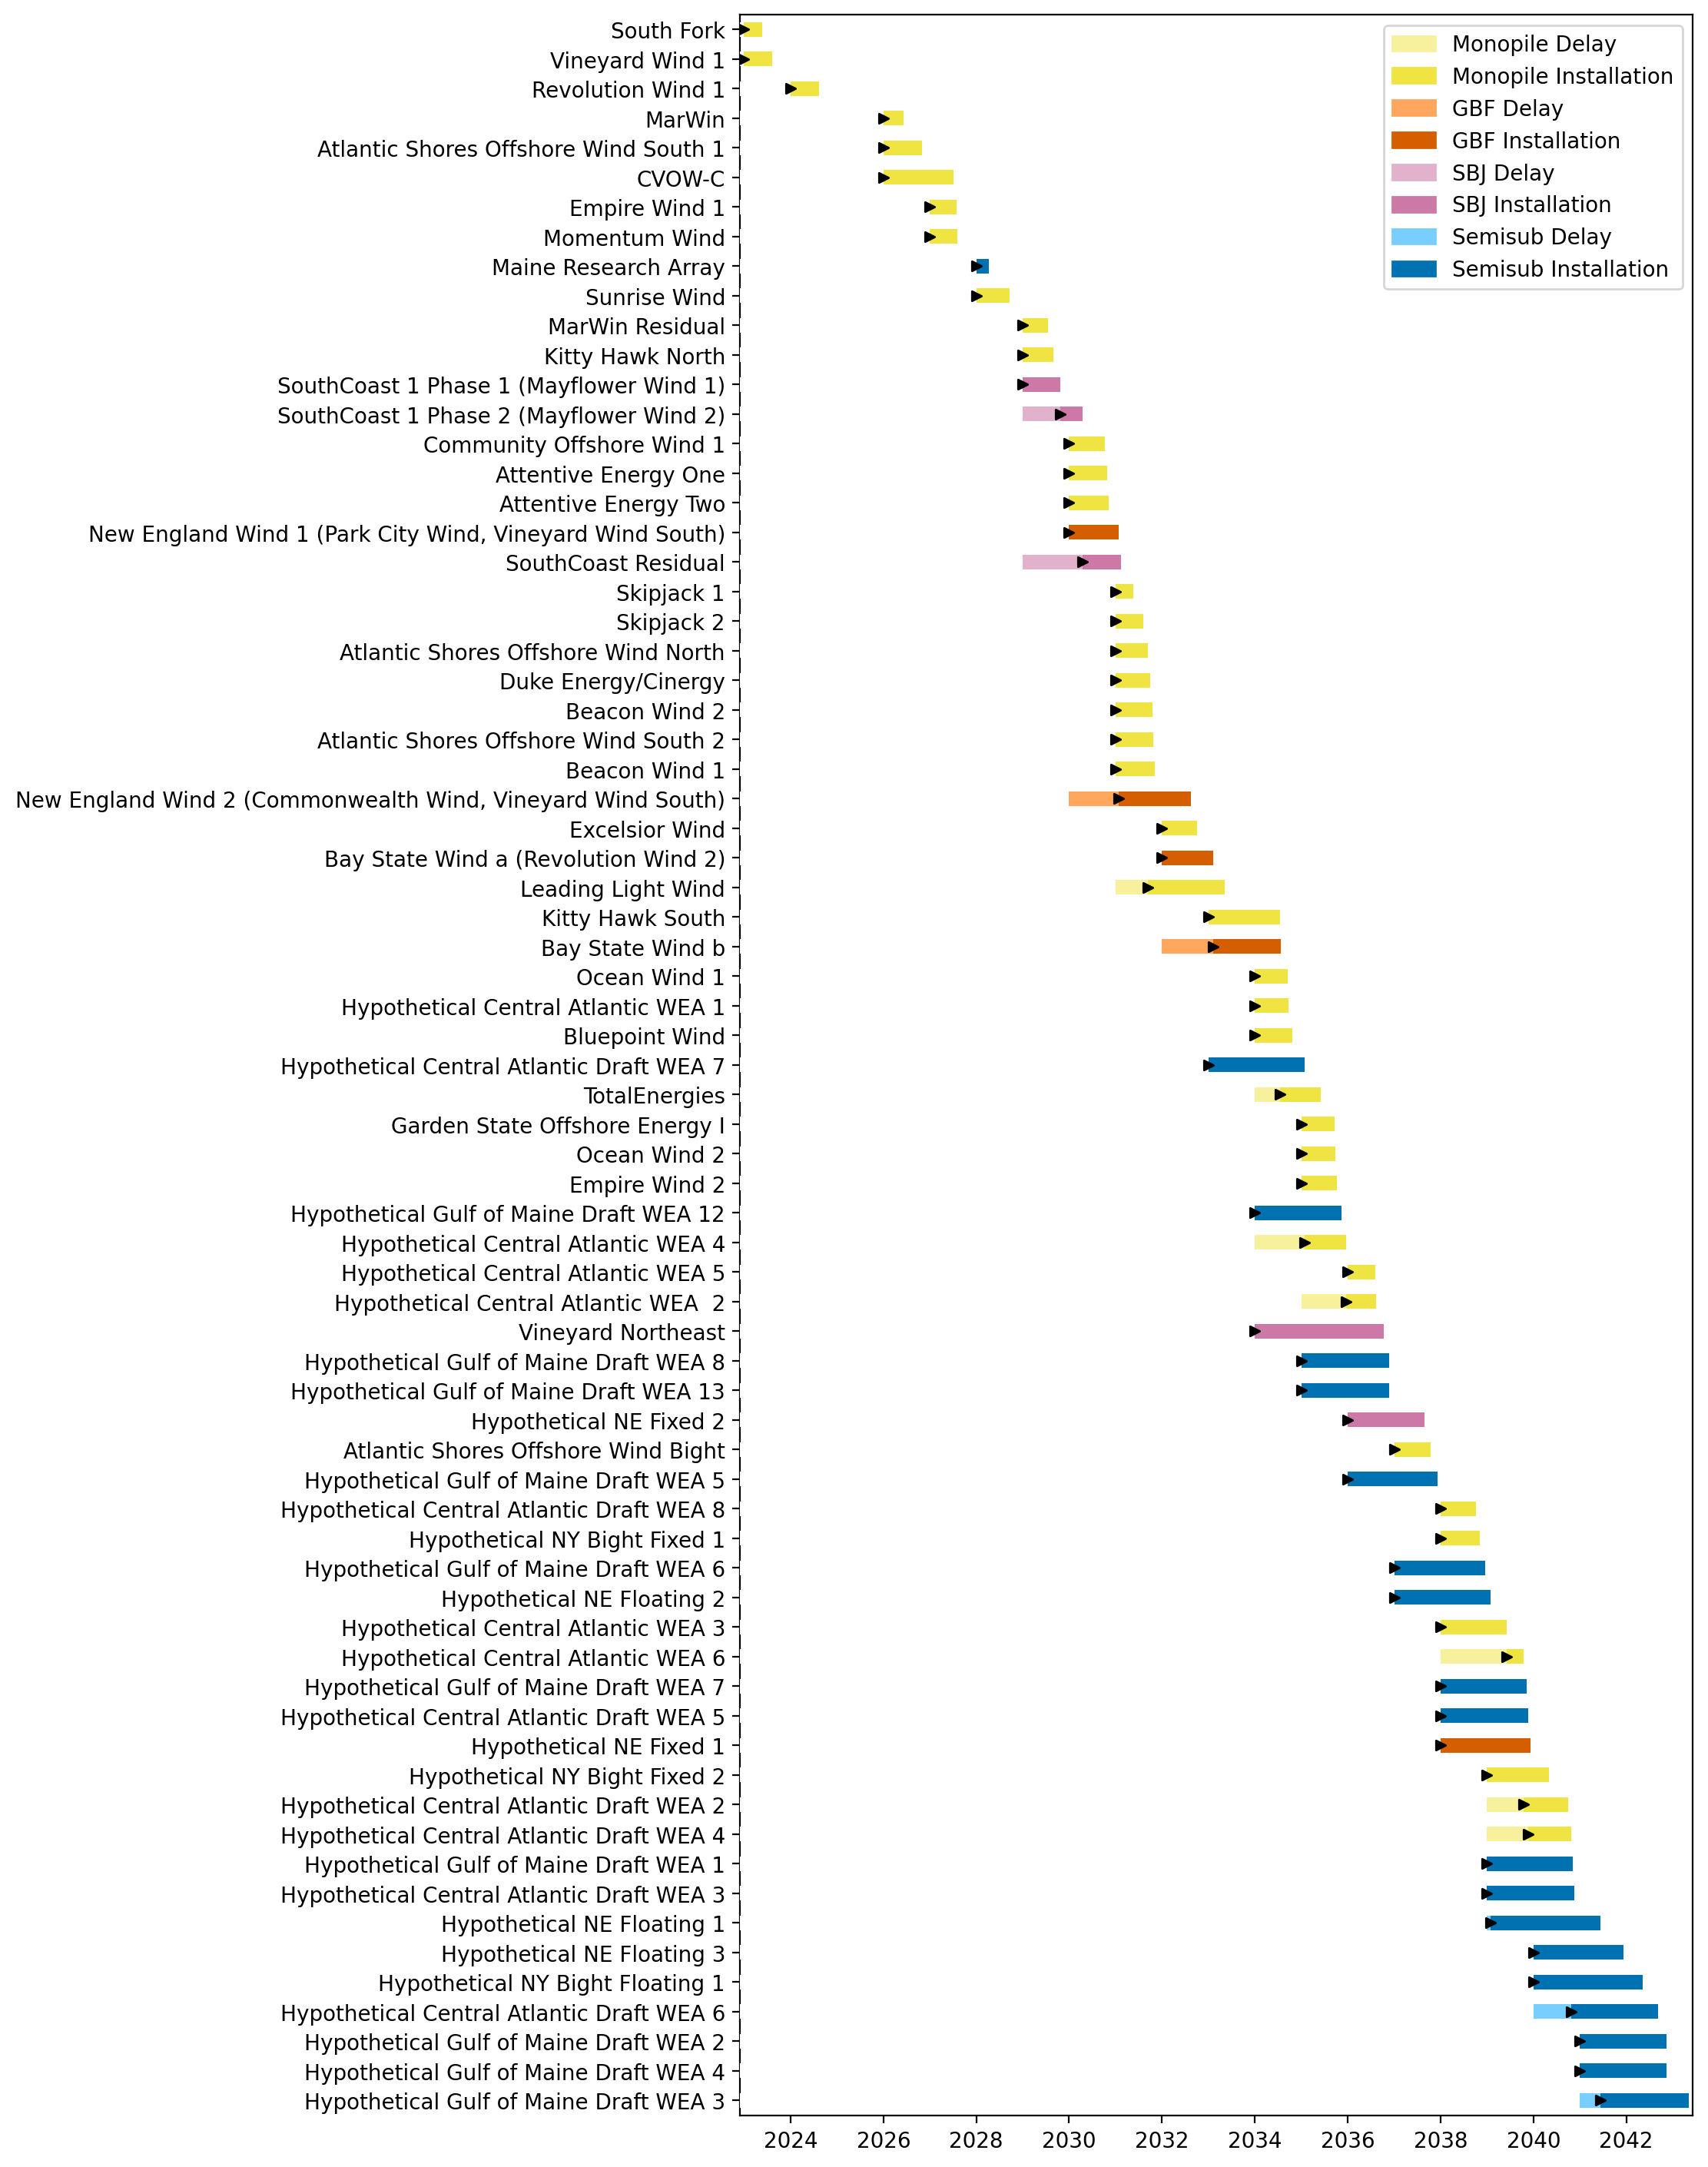 South Fork
Vineyard Wind 1
Revolution Wind 1
MarWin
Atlantic Shores Offshore Wind South 1
CVOW-C
Empire Wind 1
Momentum Wind
Maine Research Array
Sunrise Wind
MarWin Residual
Kitty Hawk North
SouthCoast 1 Phase 1 (Mayflower Wind 1)
SouthCoast 1 Phase 2 (Mayflower Wind 2)
Community Offshore Wind 1
Attentive Energy One
Attentive Energy Two
New England Wind 1 (Park City Wind, Vineyard Wind South)
SouthCoast Residual
Skipjack 1
Skipjack 2
Atlantic Shores Offshore Wind North
Duke Energy/Cinergy
Beacon Wind 2
Atlantic Shores Offshore Wind South 2
Beacon Wind 1
New England Wind 2 (Commonwealth Wind, Vineyard Wind South)
Excelsior Wind
Bay State Wind a (Revolution Wind 2)
Leading Light Wind
Kitty Hawk South
Bay State Wind b
Ocean Wind 1
Hypothetical Central Atlantic WEA 1
Bluepoint Wind
Hypothetical Central Atlantic Draft WEA 7
TotalEnergies
Garden State Offshore Energy I
Ocean Wind 2
Empire Wind 2
Hypothetical Gulf of Maine Draft WEA 12
Hypothetical Central Atlantic WEA 4
Hypothetical Central Atlantic WEA 5
Hypothetical Central Atlantic WEA  2
Vineyard Northeast
Hypothetical Gulf of Maine Draft WEA 8
Hypothetical Gulf of Maine Draft WEA 13
Hypothetical NE Fixed 2
Atlantic Shores Offshore Wind Bight
Hypothetical Gulf of Maine Draft WEA 5
Hypothetical Central Atlantic Draft WEA 8
Hypothetical NY Bight Fixed 1
Hypothetical Gulf of Maine Draft WEA 6
Hypothetical NE Floating 2
Hypothetical Central Atlantic WEA 3
Hypothetical Central Atlantic WEA 6
Hypothetical Gulf of Maine Draft WEA 7
Hypothetical Central Atlantic Draft WEA 5
Hypothetical NE Fixed 1
Hypothetical NY Bight Fixed 2
Hypothetical Central Atlantic Draft WEA 2
Hypothetical Central Atlantic Draft WEA 4
Hypothetical Gulf of Maine Draft WEA 1
Hypothetical Central Atlantic Draft WEA 3
Hypothetical NE Floating 1
Hypothetical NE Floating 3
Hypothetical NY Bight Floating 1
Hypothetical Central Atlantic Draft WEA 6
Hypothetical Gulf of Maine Draft WEA 2
Hypothetical Gulf of Maine Draft WEA 4
Hypothetical Gulf of Maine Draft WEA 3
Monopile Delay
Monopile Installation
GBF Delay
GBF Installation
SBJ Delay
SBJ Installation
Semisub Delay
Semisub Installation
2024 2026 2028 2030 2032 2034 2036 2038 2040 2042